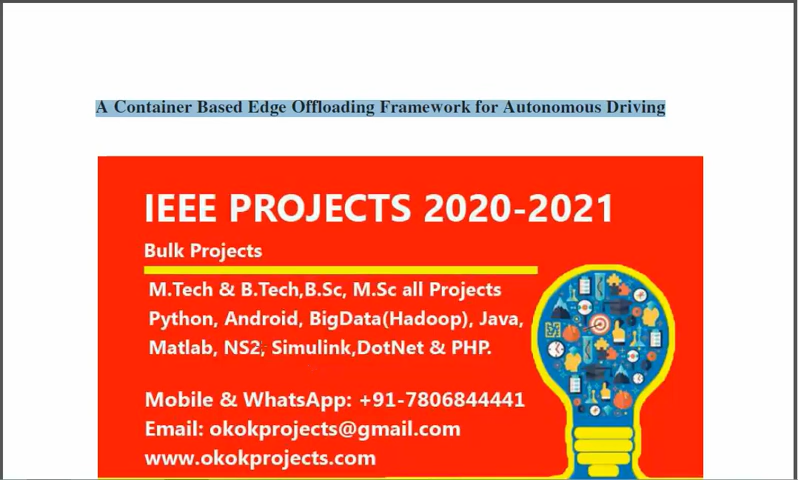 A Container Based Edge Offloading Framework for Autonomous Driving
IEEE PROJECTS 2020-2021
Bulk Projects
M.Tech & B.Tech,B.Sc, M.Sc all Projects
Python, Android, BigData(Hadoop), Java,
Matlab, NS2, Simulink,DotNet & PHP.
Mobile & WhatsApp: +91-7806844441
Email: okokprojects@gmail.com
www.okokprojects.com